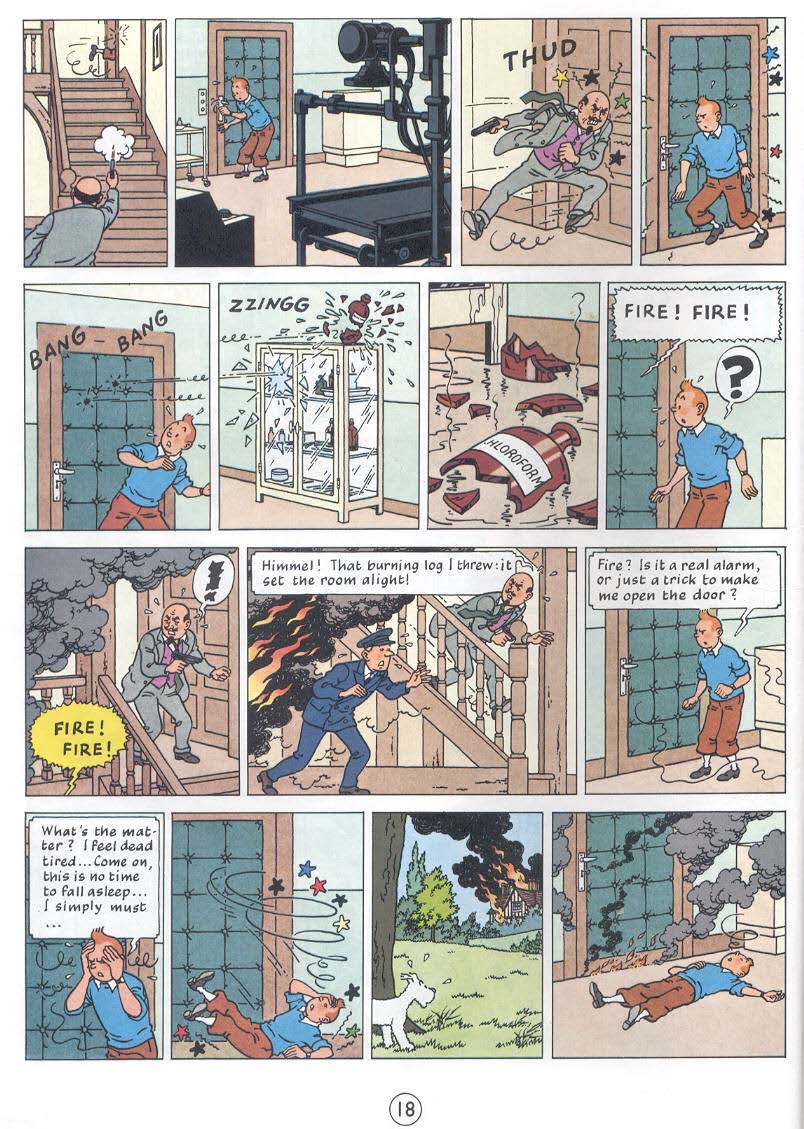 THUD
BANG - BANG
ZZINGG
CHLOROFORM
FIRE! FIRE!
?
!
FIRE!
FIRE!
Himmel! That burning log I threw: it
set the room alight!
Fire? Is it a real alarm,
or just a trick to make
me open the door?
What's the mat-
ter? I feel dead
tired... Come on,
this is no time
to fall asleep...
I simply must
...
18